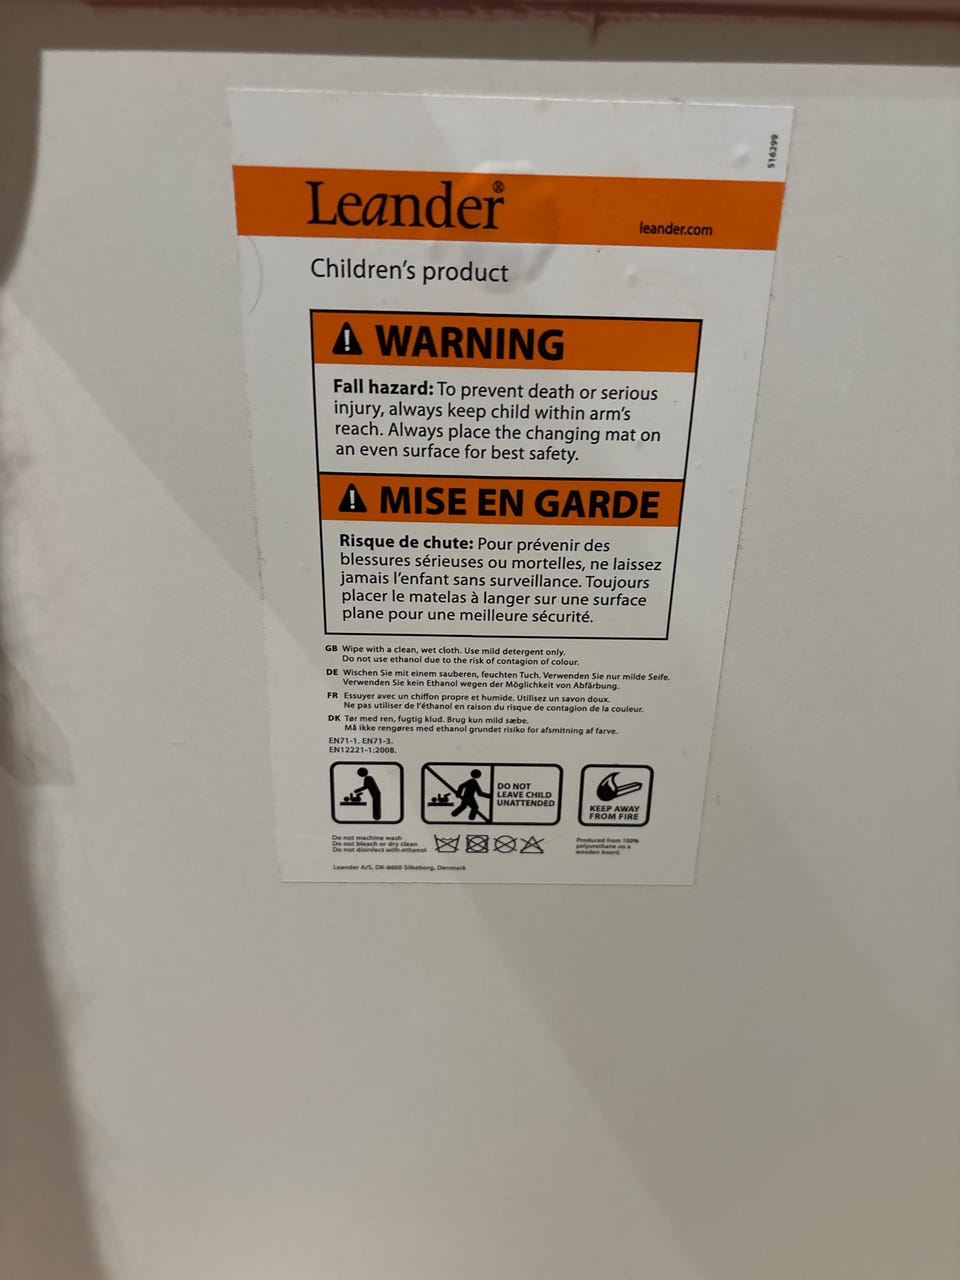 516299
Leander®
leander.com
Children's product
WARNING
Fall hazard: To prevent death or serious
injury, always keep child within arm's
reach. Always place the changing mat on
an even surface for best safety.
MISE EN GARDE
Risque de chute: Pour prévenir des
blessures sérieuses ou mortelles, ne laissez
jamais l'enfant sans surveillance. Toujours
placer le matelas à langer sur une surface
plane pour une meilleure sécurité.
GB Wipe with a clean, wet cloth. Use mild detergent only.
Do not use ethanol due to the risk of contagion of colour.
DE Wischen Sie mit einem sauberen, feuchten Tuch. Verwenden Sie nur milde Seife.
Verwenden Sie kein Ethanol wegen der Möglichkeit von Abfärbung.
FR Essuyer avec un chiffon propre et humide. Utilisez un savon doux.
Ne pas utiliser de l'éthanol en raison du risque de contagion de la couleur.
DK Tør med ren, fugtig klud. Brug kun mild sæbe.
Må ikke rengøres med ethanol grundet risiko for afsmitning af farve.
EN71-1. EN71-3.
EN12221-1:2008.
DO NOT
LEAVE CHILD
UNATTENDED
KEEP AWAY
FROM FIRE
Do not machine wash
Do not bleach or dry clean
Do not disinfect with ethanol
Produced from 100%
polyurethane on a
wooden board.
Leander A/S, DK-8600 Silkeborg, Denmark